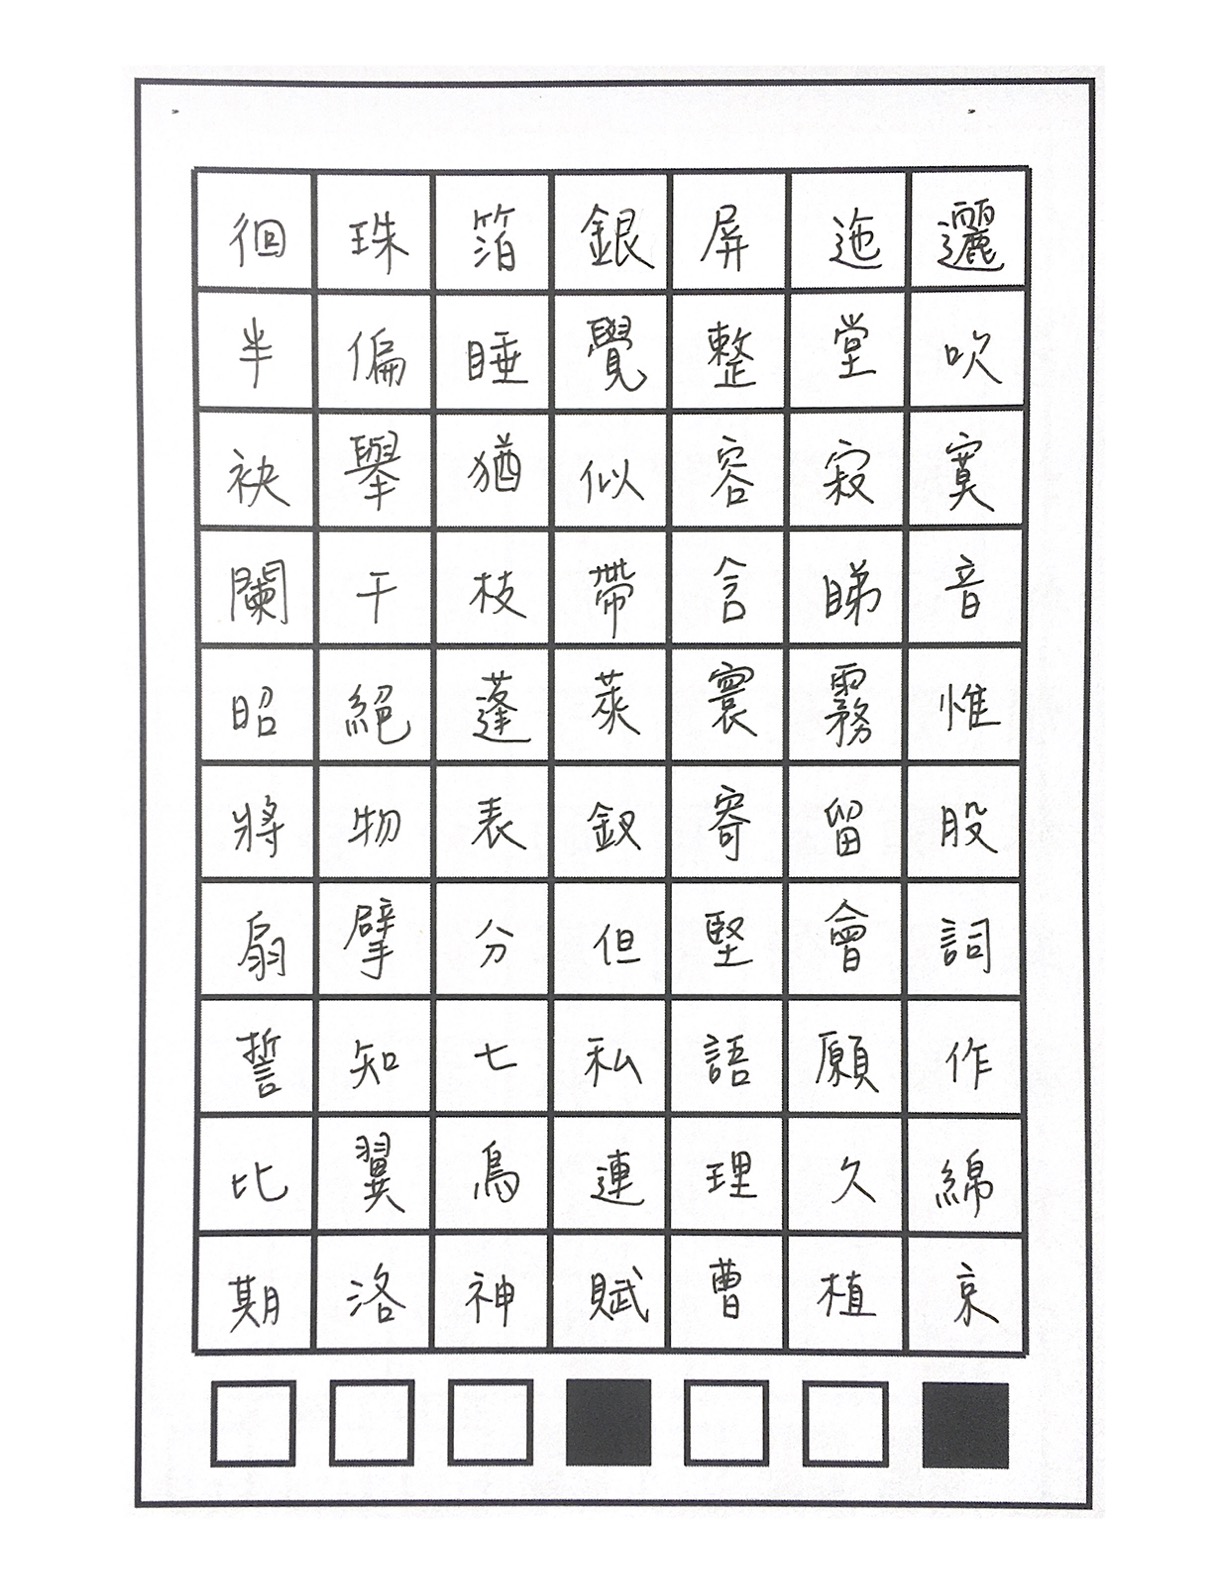 徊珠箔銀屏迤邐
半偏睡覺整堂吹
袂舉猶似容寂寞
闌干枝帶含睇音
昭絕蓬萊寰霧惟
將物表釵寄留股
扇擘分但堅會詞
誓知七私語願作
比翼鳥連理久綿
期洛神賦曹植京